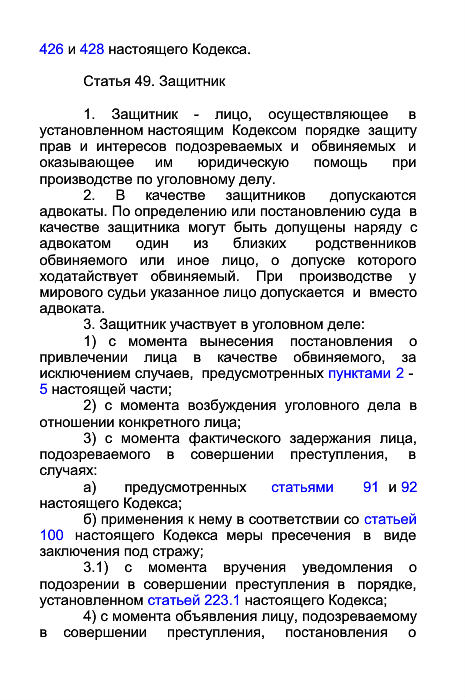 426 и 428 настоящего Кодекса.
Статья 49. Защитник
1. Защитник - лицо, осуществляющее в
установленном настоящим Кодексом порядке защиту
прав и интересов подозреваемых и обвиняемых и
оказывающее им юридическую помощь при
производстве по уголовному делу.
2. В качестве защитников допускаются
адвокаты. По определению или постановлению суда в
качестве защитника могут быть допущены наряду с
адвокатом один из близких родственников
обвиняемого или иное лицо, о допуске которого
ходатайствует обвиняемый. При производстве у
мирового судьи указанное лицо допускается и вместо
адвоката.
3. Защитник участвует в уголовном деле:
1) с момента вынесения постановления о
привлечении лица в качестве обвиняемого, за
исключением случаев, предусмотренных пунктами 2 -
5 настоящей части;
2) с момента возбуждения уголовного дела в
отношении конкретного лица;
3) с момента фактического задержания лица,
подозреваемого в совершении преступления, в
случаях:
а) предусмотренных статьями 91 и 92
настоящего Кодекса;
б) применения к нему в соответствии со статьей
100 настоящего Кодекса меры пресечения в виде
заключения под стражу;
3.1) с момента вручения уведомления о
подозрении в совершении преступления в порядке,
установленном статьей 223.1 настоящего Кодекса;
4) с момента объявления лицу, подозреваемому
в совершении преступления, постановления о